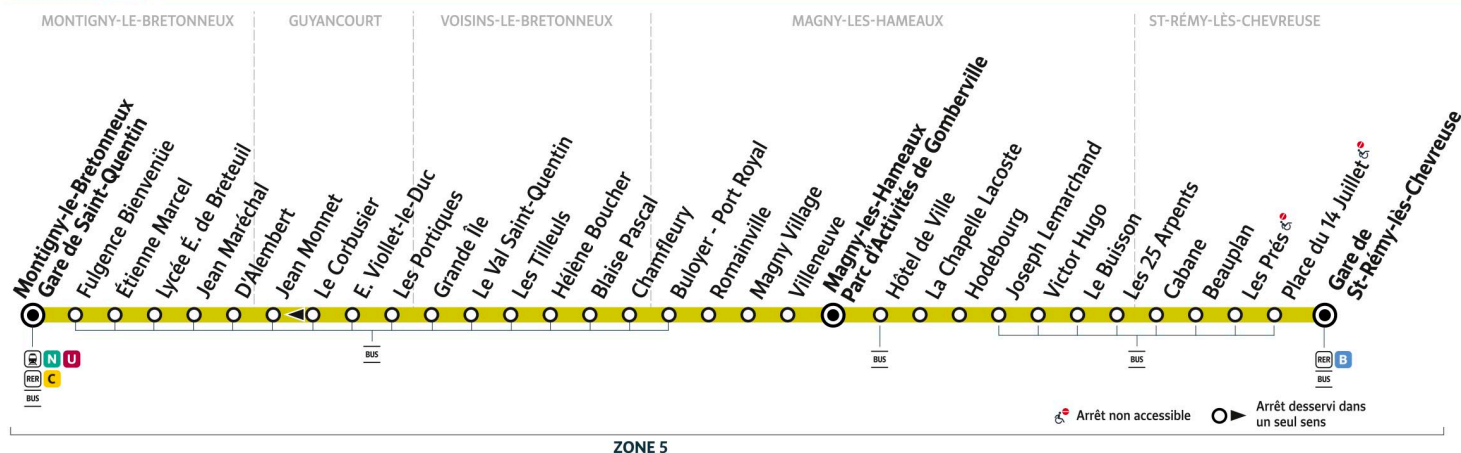 MONTIGNY-LE-BRETONNEUX
GUYANCOURT
VOISINS-LE-BRETONNEUX
MAGNY-LES-HAMEAUX
ST-RÉMY-LÈS-CHEVREUSE
Montigny-le-Bretonneux
Gare de Saint-Quentin
Fulgence Bienvenüe
Étienne Marcel
Lycée É. de Breteuil
Jean Maréchal
D'Alembert
Jean Monnet
Le Corbusier
E. Viollet-le-Duc
Les Portiques
Grande Île
Le Val Saint-Quentin
Les Tilleuls
Hélène Boucher
Blaise Pascal
Chamfleury
Buloyer - Port Royal
Romainville
Magny Village
Villeneuve
Magny-les-Hameaux
Parc d'Activités de Gomberville
Hôtel de Ville
La Chapelle Lacoste
Hodebourg
Joseph Lemarchand
Victor Hugo
Le Buisson
Les 25 Arpents
Cabane
Beauplan
Les Prés
Place du 14 Juillet
Gare de
St-Rémy-lès-Chevreuse
N U
RER C
BUS
BUS
BUS
BUS
RER B
BUS
Arrêt non accessible
Arrêt desservi dans
un seul sens
ZONE 5